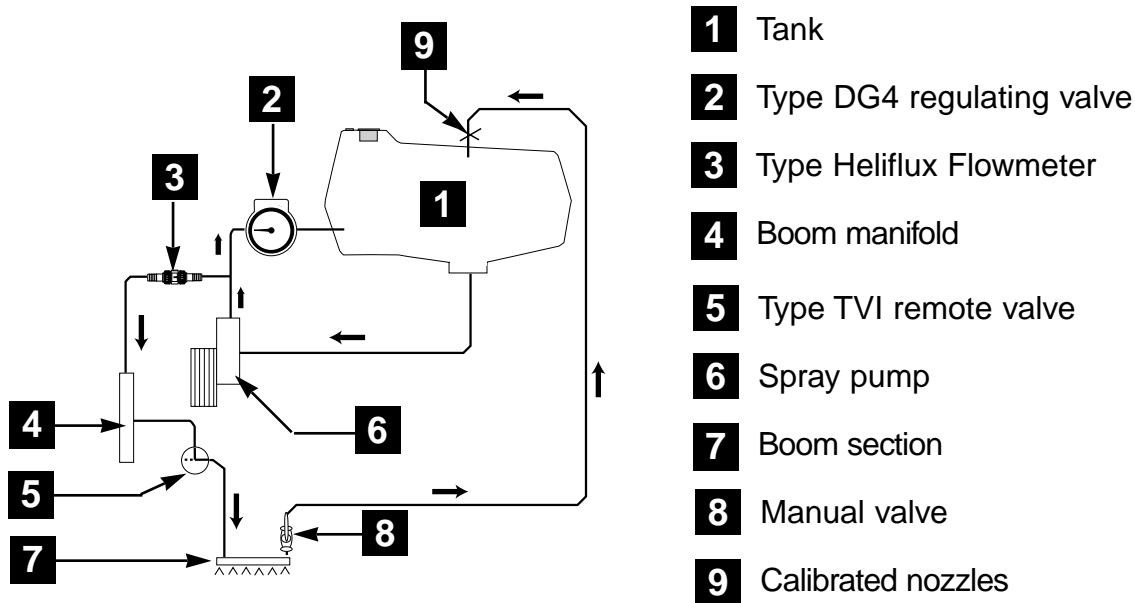 9
2
3
1
4
6
5
8
7
1 Tank
2 Type DG4 regulating valve
3 Type Heliflux Flowmeter
4 Boom manifold
5 Type TVI remote valve
6 Spray pump
7 Boom section
8 Manual valve
9 Calibrated nozzles